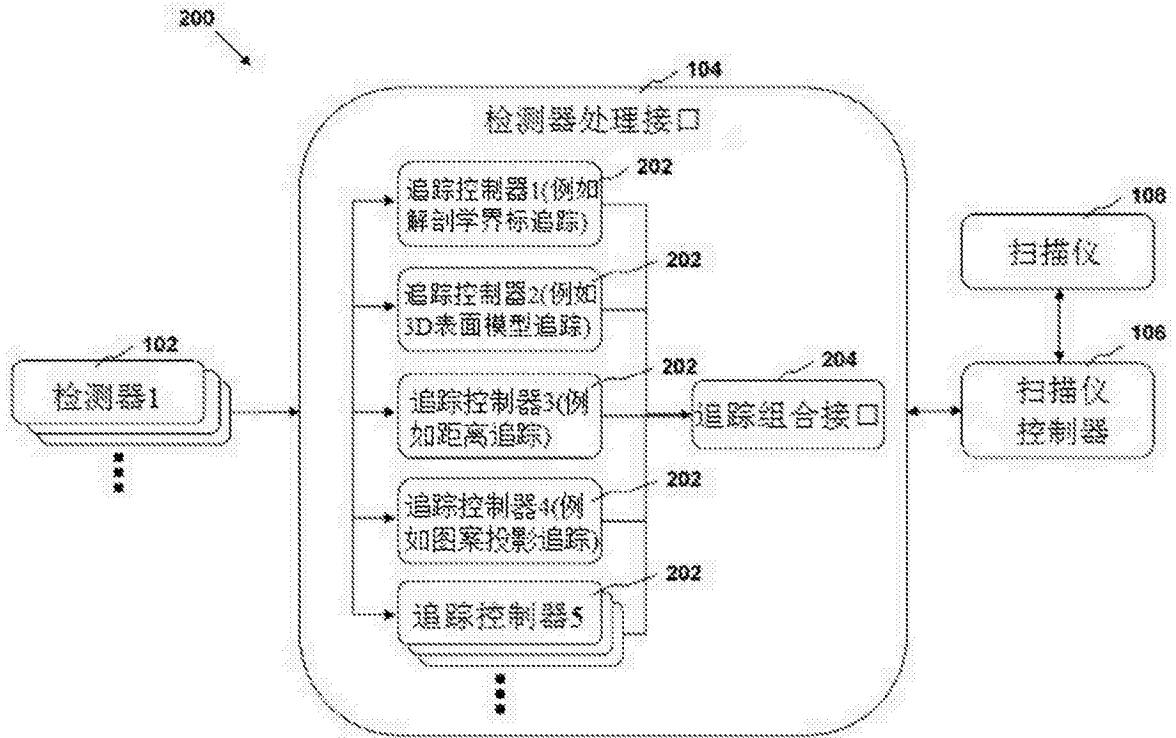 200
104
检测器处理接口
202
追踪控制器1(例如
解剖学界标追踪)
202
追踪控制器2(例如
3D表面模型追踪)
102
检测器1
202
追踪控制器3(例
如距离追踪)
204
追踪组合接口
202
追踪控制器4(例
如图案投影追踪)
202
追踪控制器5
108
扫描仪
106
扫描仪
控制器